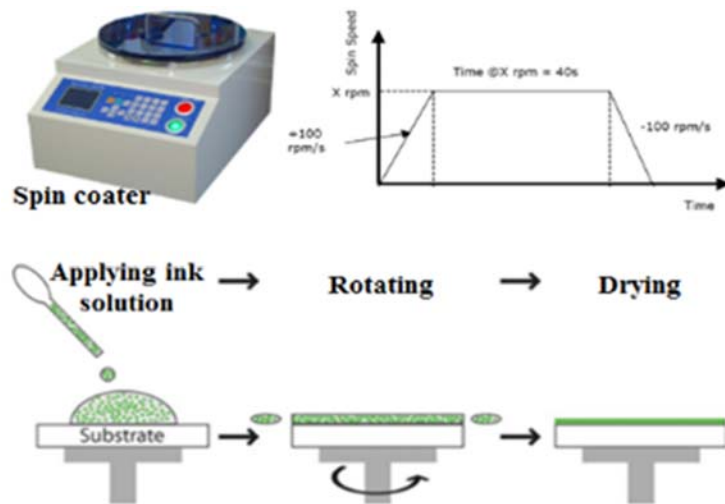 Spin coater
Spin Speed
Time @X rpm = 40s
X rpm
+100
rpm/s
-100 rpm/s
Time
Applying ink
solution
Rotating
Drying
Substrate